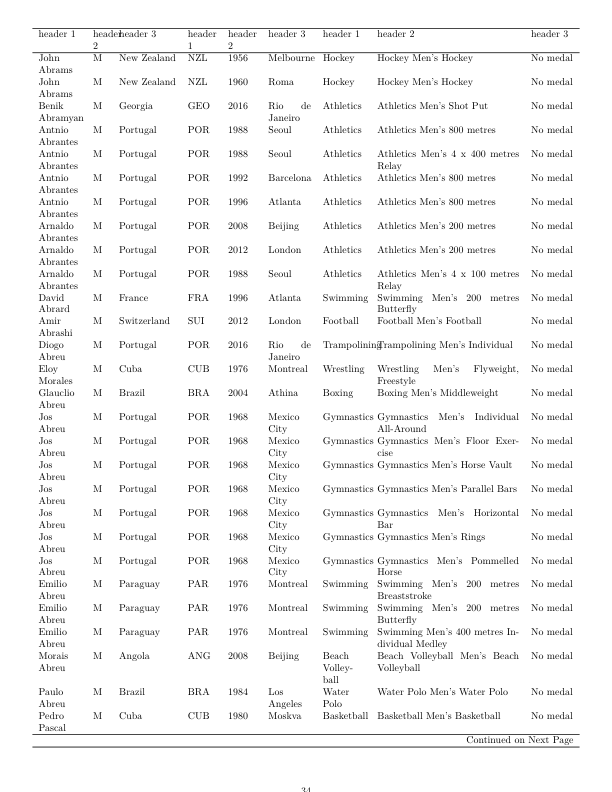 header 1 header header 3 header header header 3 header 1 header 2 header 3
2 1 2
John M New Zealand NZL 1956 Melbourne Hockey Hockey Men's Hockey No medal
Abrams
John M New Zealand NZL 1960 Roma Hockey Hockey Men's Hockey No medal
Abrams
Benik M Georgia GEO 2016 Rio de Athletics Athletics Men's Shot Put No medal
Abramyan Janeiro
Antnio M Portugal POR 1988 Seoul Athletics Athletics Men's 800 metres No medal
Abrantes
Antnio M Portugal POR 1988 Seoul Athletics Athletics Men's 4 x 400 metres No medal
Abrantes Relay
Antnio M Portugal POR 1992 Barcelona Athletics Athletics Men's 800 metres No medal
Abrantes
Antnio M Portugal POR 1996 Atlanta Athletics Athletics Men's 800 metres No medal
Abrantes
Arnaldo M Portugal POR 2008 Beijing Athletics Athletics Men's 200 metres No medal
Abrantes
Arnaldo M Portugal POR 2012 London Athletics Athletics Men's 200 metres No medal
Abrantes
Arnaldo M Portugal POR 1988 Seoul Athletics Athletics Men's 4 x 100 metres No medal
Abrantes Relay
David M France FRA 1996 Atlanta Swimming Swimming Men's 200 metres No medal
Abrard Butterfly
Amir M Switzerland SUI 2012 London Football Football Men's Football No medal
Abrashi
Diogo M Portugal POR 2016 Rio de Trampolining Trampolining Men's Individual No medal
Abreu Janeiro
Eloy M Cuba CUB 1976 Montreal Wrestling Wrestling Men's Flyweight, No medal
Morales Freestyle
Glauclio M Brazil BRA 2004 Athina Boxing Boxing Men's Middleweight No medal
Abreu
Jos M Portugal POR 1968 Mexico Gymnastics Gymnastics Men's Individual No medal
Abreu City All-Around
Jos M Portugal POR 1968 Mexico Gymnastics Gymnastics Men's Floor Exer- No medal
Abreu City cise
Jos M Portugal POR 1968 Mexico Gymnastics Gymnastics Men's Horse Vault No medal
Abreu City
Jos M Portugal POR 1968 Mexico Gymnastics Gymnastics Men's Parallel Bars No medal
Abreu City
Jos M Portugal POR 1968 Mexico Gymnastics Gymnastics Men's Horizontal No medal
Abreu City Bar
Jos M Portugal POR 1968 Mexico Gymnastics Gymnastics Men's Rings No medal
Abreu City
Jos M Portugal POR 1968 Mexico Gymnastics Gymnastics Men's Pommelled No medal
Abreu City Horse
Emilio M Paraguay PAR 1976 Montreal Swimming Swimming Men's 200 metres No medal
Abreu Breaststroke
Emilio M Paraguay PAR 1976 Montreal Swimming Swimming Men's 200 metres No medal
Abreu Butterfly
Emilio M Paraguay PAR 1976 Montreal Swimming Swimming Men's 400 metres In- No medal
Abreu dividual Medley
Morais M Angola ANG 2008 Beijing Beach Beach Volleyball Men's Beach No medal
Abreu Volley- Volleyball
ball
Paulo M Brazil BRA 1984 Los Water Water Polo Men's Water Polo No medal
Abreu Angeles Polo
Pedro M Cuba CUB 1980 Moskva Basketball Basketball Men's Basketball No medal
Pascal
Continued on Next Page
34